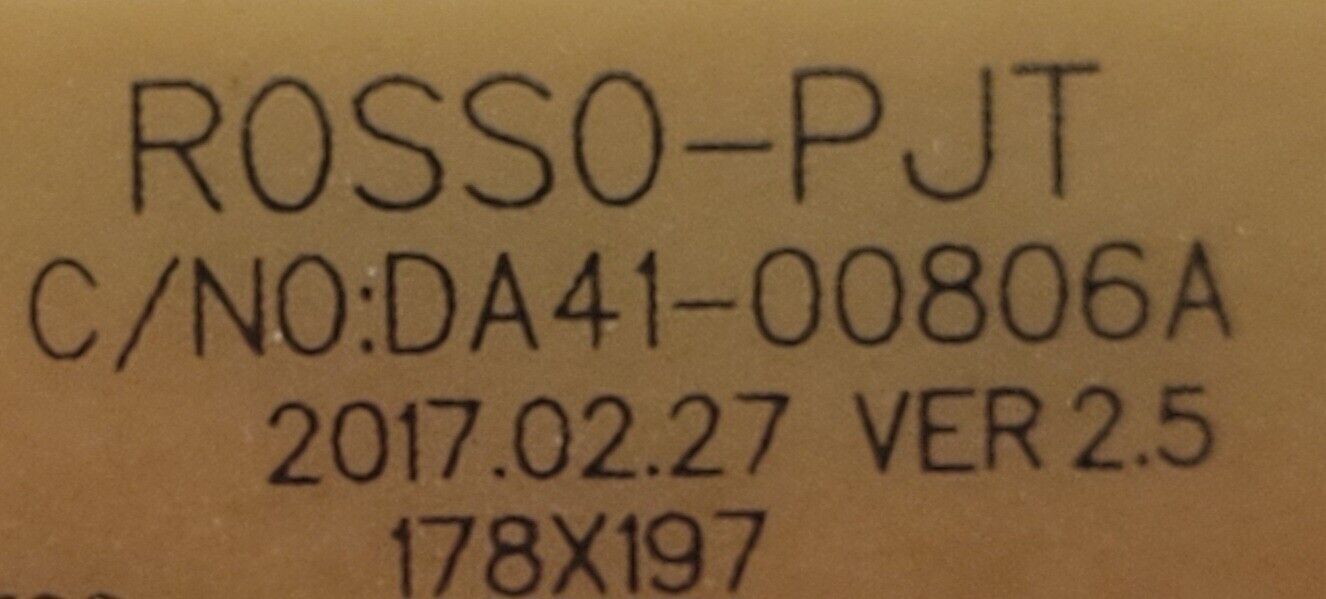 ROSSO-PJT
C/NO:DA41-00806A
2017.02.27 VER 2.5
178X197